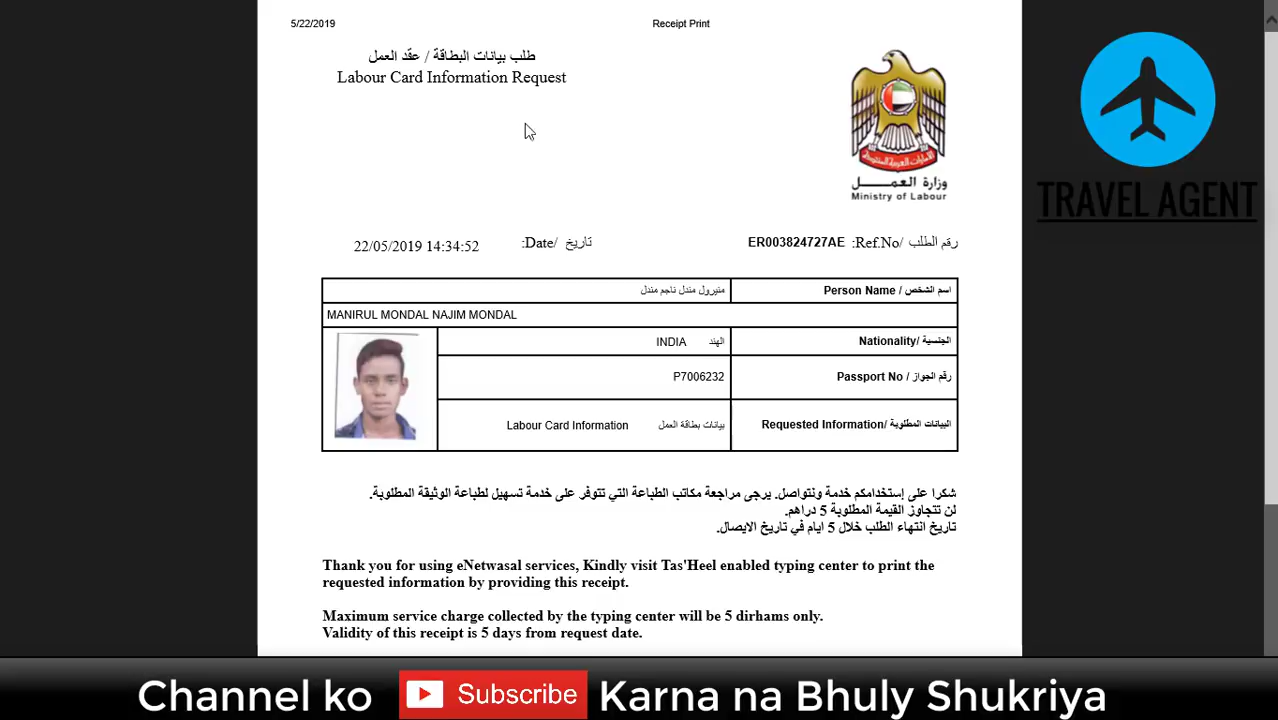 5/22/2019
Receipt Print
طلب بيانات البطاقة / عقد العمل
Labour Card Information Request
وزارة العمل
Ministry of Labour
TRAVEL AGENT
22/05/2019 14:34:52
:Date/ تاريخ
ER003824727AE :Ref.No/ رقم الطلب
منيرول مندل ناجم مندل
Person Name / اسم الشخص
MANIRUL MONDAL NAJIM MONDAL
INDIA الهند
Nationality/ الجنسية
P7006232
Passport No / رقم الجواز
Labour Card Information بيانات بطاقة العمل
Requested Information/ البيانات المطلوبة
شكرا على إستخدامكم خدمة ونتواصل. يرجى مراجعة مكاتب الطباعة التي تتوفر على خدمة تسهيل لطباعة الوثيقة المطلوبة.
لن تتجاوز القيمة المطلوبة 5 دراهم.
تاريخ انتهاء الطلب خلال 5 ايام في تاريخ الايصال.
Thank you for using eNetwasal services, Kindly visit Tas'Heel enabled typing center to print the
requested information by providing this receipt.
Maximum service charge collected by the typing center will be 5 dirhams only.
Validity of this receipt is 5 days from request date.
Channel ko Subscribe Karna na Bhuly Shukriya